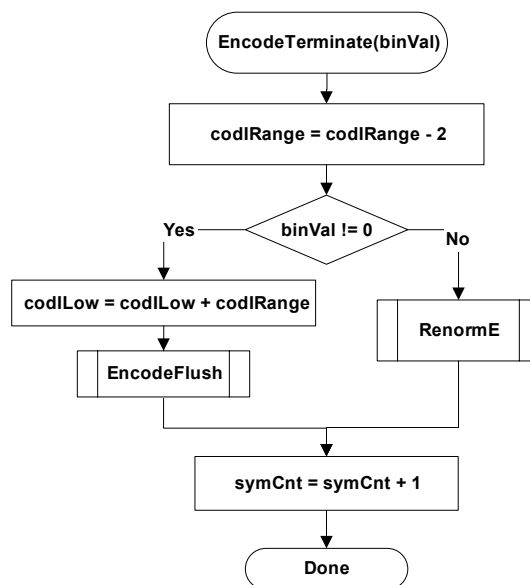 EncodeTerminate(binVal)
codIRange = codIRange - 2
binVal != 0
Yes
No
codILow = codILow + codIRange
RenormE
EncodeFlush
symCnt = symCnt + 1
Done